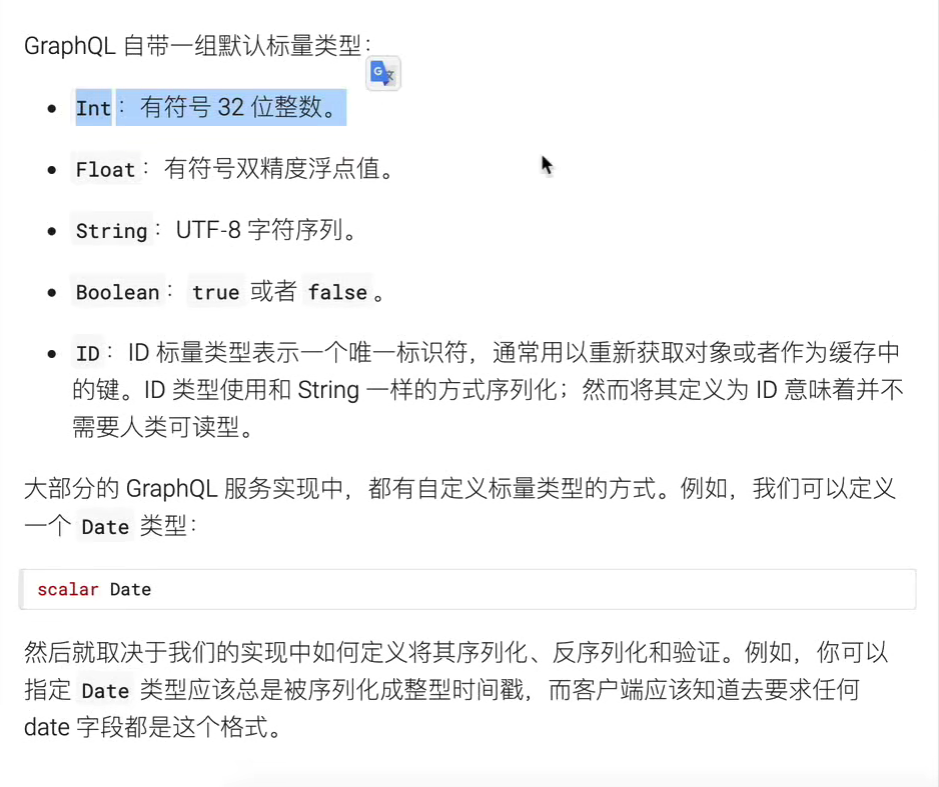 GraphQL 自带一组默认标量类型：
Int： 有符号 32 位整数。
Float： 有符号双精度浮点值。
String： UTF-8 字符序列。
Boolean： true 或者 false 。
ID： ID 标量类型表示一个唯一标识符，通常用以重新获取对象或者作为缓存中
的键。ID 类型使用和 String 一样的方式序列化；然而将其定义为 ID 意味着并不
需要人类可读型。
大部分的 GraphQL 服务实现中，都有自定义标量类型的方式。例如，我们可以定义
一个 Date 类型：
scalar Date
然后就取决于我们的实现中如何定义将其序列化、反序列化和验证。例如，你可以
指定 Date 类型应该总是被序列化成整型时间戳，而客户端应该知道去要求任何
date 字段都是这个格式。